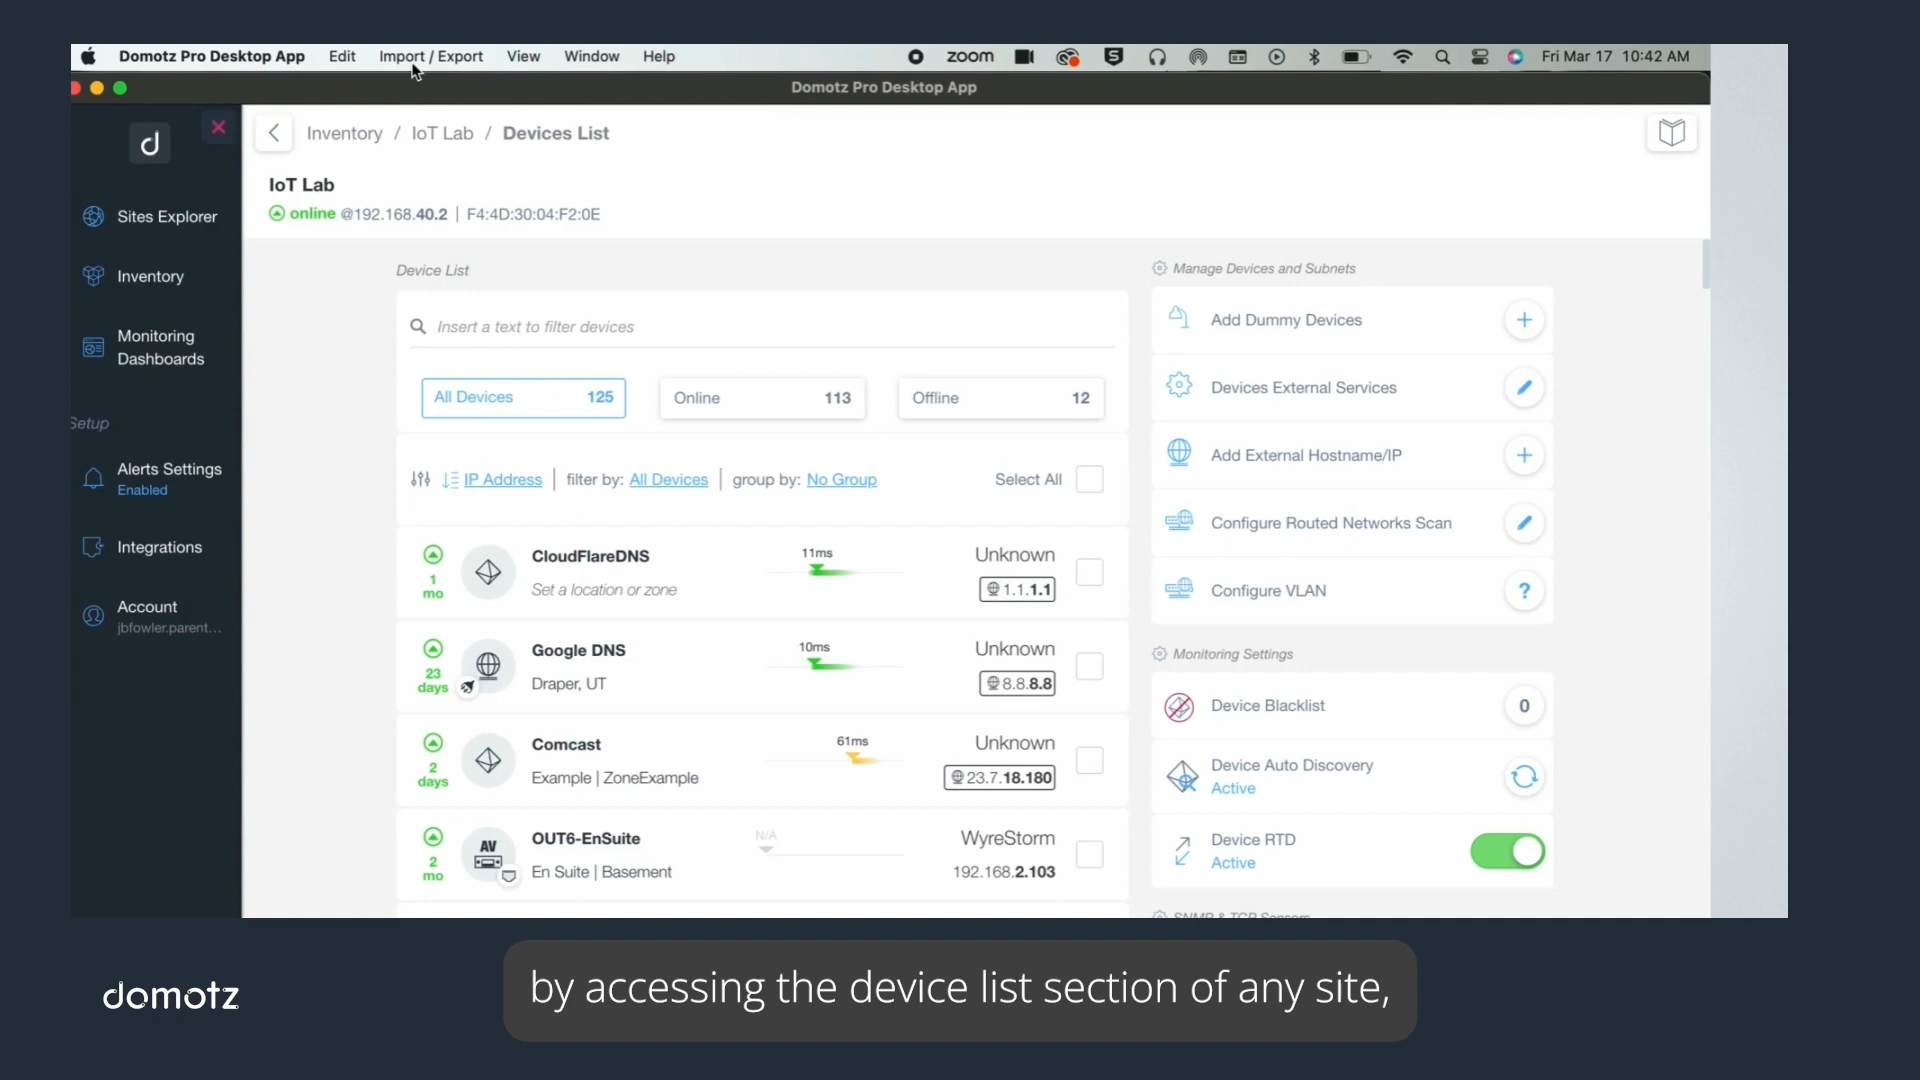 Domotz Pro Desktop App Edit Import / Export View Window Help zoom Fri Mar 17 10:42 AM
Domotz Pro Desktop App
Inventory / IoT Lab / Devices List
IoT Lab
online @192.168.40.2 | F4:4D:30:04:F2:0E
Sites Explorer
Inventory
Monitoring
Dashboards
Setup
Alerts Settings
Enabled
Integrations
Account
jbfowler.parent...
Device List
Insert a text to filter devices
All Devices 125 Online 113 Offline 12
IP Address | filter by: All Devices | group by: No Group Select All
1
mo
CloudFlareDNS 11ms Unknown
Set a location or zone 1.1.1.1
23
days
Google DNS 10ms Unknown
Draper, UT 8.8.8.8
2
days
Comcast 61ms Unknown
Example | ZoneExample 23.7.18.180
2
mo
AV
OUT6-EnSuite N/A WyreStorm
En Suite | Basement 192.168.2.103
Manage Devices and Subnets
Add Dummy Devices +
Devices External Services
Add External Hostname/IP +
Configure Routed Networks Scan
Configure VLAN ?
Monitoring Settings
Device Blacklist 0
Device Auto Discovery
Active
Device RTD
Active
SNMP & TCP Sensors
domotz
by accessing the device list section of any site,